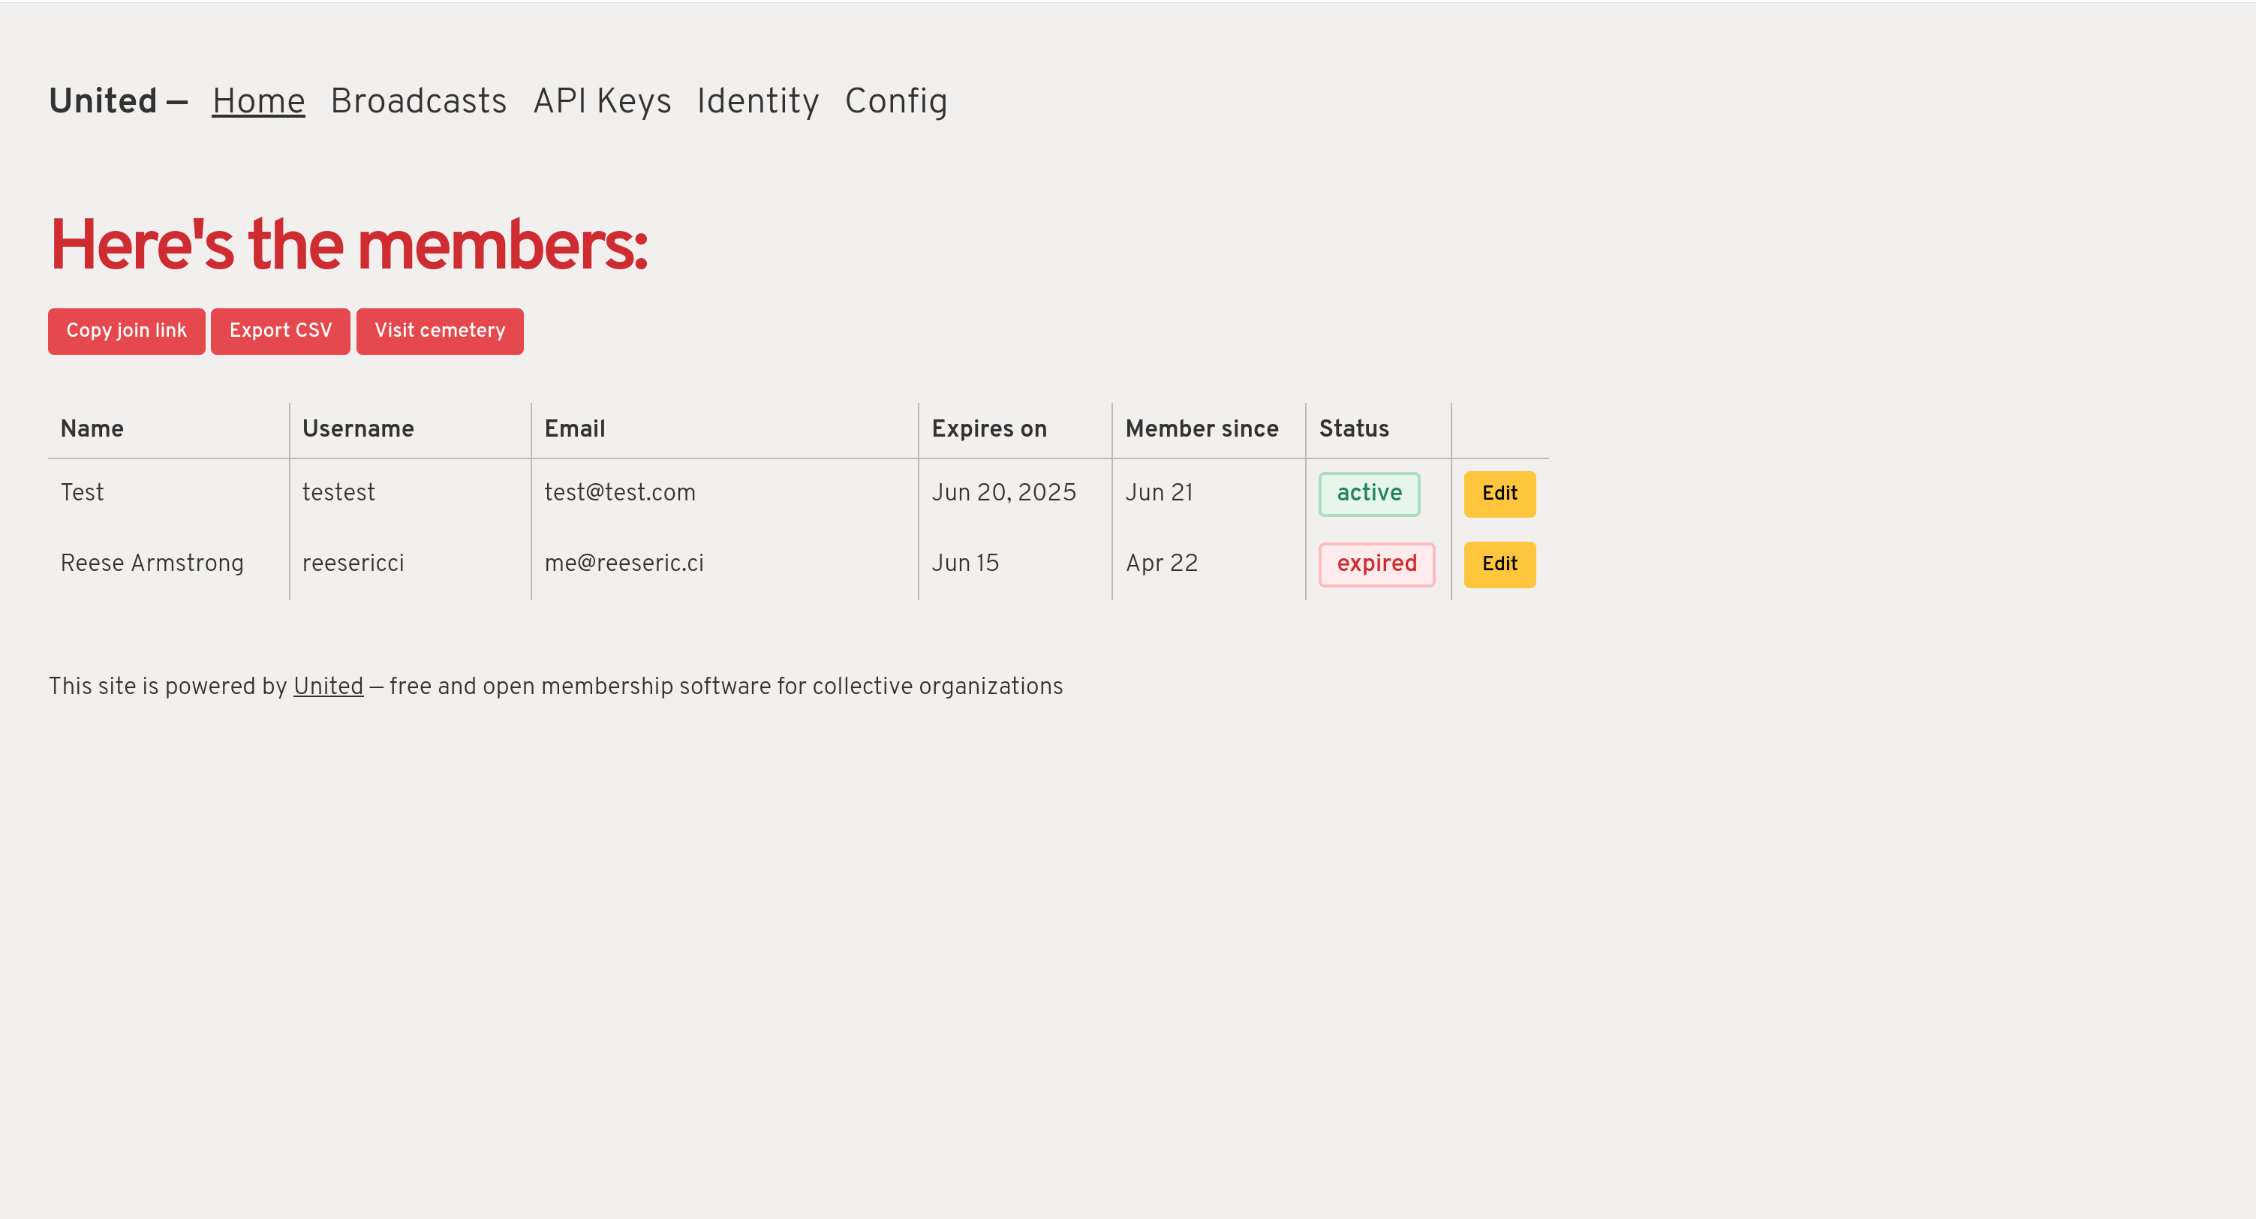 United — Home Broadcasts API Keys Identity Config
Here's the members:
Copy join link Export CSV Visit cemetery
Name Username Email Expires on Member since Status
Test testest test@test.com Jun 20, 2025 Jun 21 active Edit
Reese Armstrong reesericci me@reeseric.ci Jun 15 Apr 22 expired Edit
This site is powered by United — free and open membership software for collective organizations